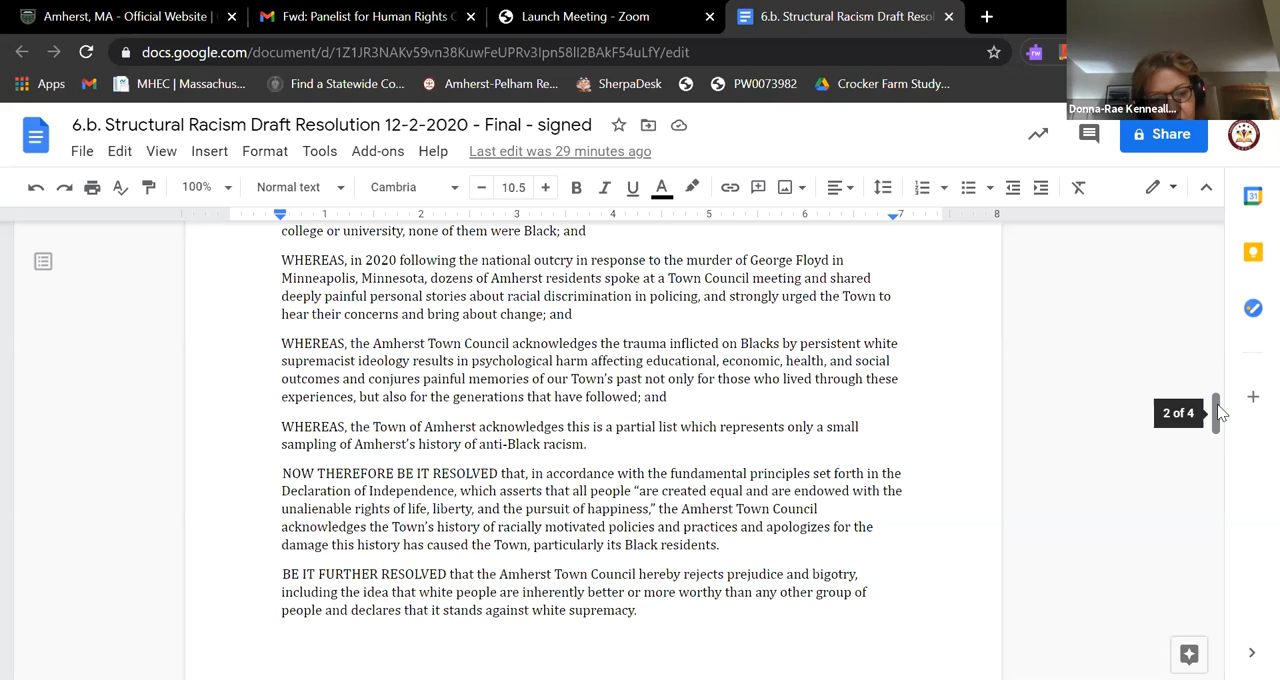 Amherst, MA - Official Website |
Fwd: Panelist for Human Rights C
Launch Meeting - Zoom
6.b. Structural Racism Draft Resol
docs.google.com/document/d/1Z1JR3NAKv59vn38KuwFeUPRv3Ipn58lI2BAkF54uLfY/edit
Apps
MHEC | Massachus...
Find a Statewide Co...
Amherst-Pelham Re...
SherpaDesk
PW0073982
Crocker Farm Study...
Donna-Rae Kenneall...
6.b. Structural Racism Draft Resolution 12-2-2020 - Final - signed
File Edit View Insert Format Tools Add-ons Help Last edit was 29 minutes ago
Share
100% Normal text Cambria 10.5 B I U A
31
1 2 3 4 5 6 7 8
college or university, none of them were Black; and
WHEREAS, in 2020 following the national outcry in response to the murder of George Floyd in
Minneapolis, Minnesota, dozens of Amherst residents spoke at a Town Council meeting and shared
deeply painful personal stories about racial discrimination in policing, and strongly urged the Town to
hear their concerns and bring about change; and
WHEREAS, the Amherst Town Council acknowledges the trauma inflicted on Blacks by persistent white
supremacist ideology results in psychological harm affecting educational, economic, health, and social
outcomes and conjures painful memories of our Town's past not only for those who lived through these
experiences, but also for the generations that have followed; and
2 of 4
WHEREAS, the Town of Amherst acknowledges this is a partial list which represents only a small
sampling of Amherst's history of anti-Black racism.
NOW THEREFORE BE IT RESOLVED that, in accordance with the fundamental principles set forth in the
Declaration of Independence, which asserts that all people “are created equal and are endowed with the
unalienable rights of life, liberty, and the pursuit of happiness,” the Amherst Town Council
acknowledges the Town's history of racially motivated policies and practices and apologizes for the
damage this history has caused the Town, particularly its Black residents.
BE IT FURTHER RESOLVED that the Amherst Town Council hereby rejects prejudice and bigotry,
including the idea that white people are inherently better or more worthy than any other group of
people and declares that it stands against white supremacy.